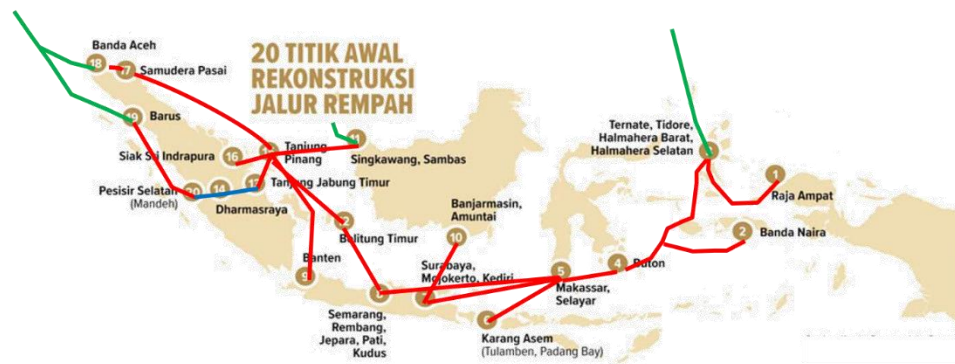 20 TITIK AWAL
REKONSTRUKSI
JALUR REMPAH
Banda Aceh
18
17
Samudera Pasai
19
Barus
Siak Sri Indrapura
16
Tanjung
Pinang
11
Singkawang, Sambas
Ternate, Tidore,
Halmahera Barat,
Halmahera Selatan
1
Raja Ampat
Pesisir Selatan
(Mandeh)
20
14
Dharmasraya
Tanjung Jabung Timur
Belitung Timur
Banjarmasin,
Amuntai
10
2
Banda Naira
Banten
9
Surabaya,
Mojokerto, Kediri
5
Makassar,
Selayar
4
Buton
Semarang,
Rembang,
Jepara, Pati,
Kudus
Karang Asem
(Tulamben, Padang Bay)